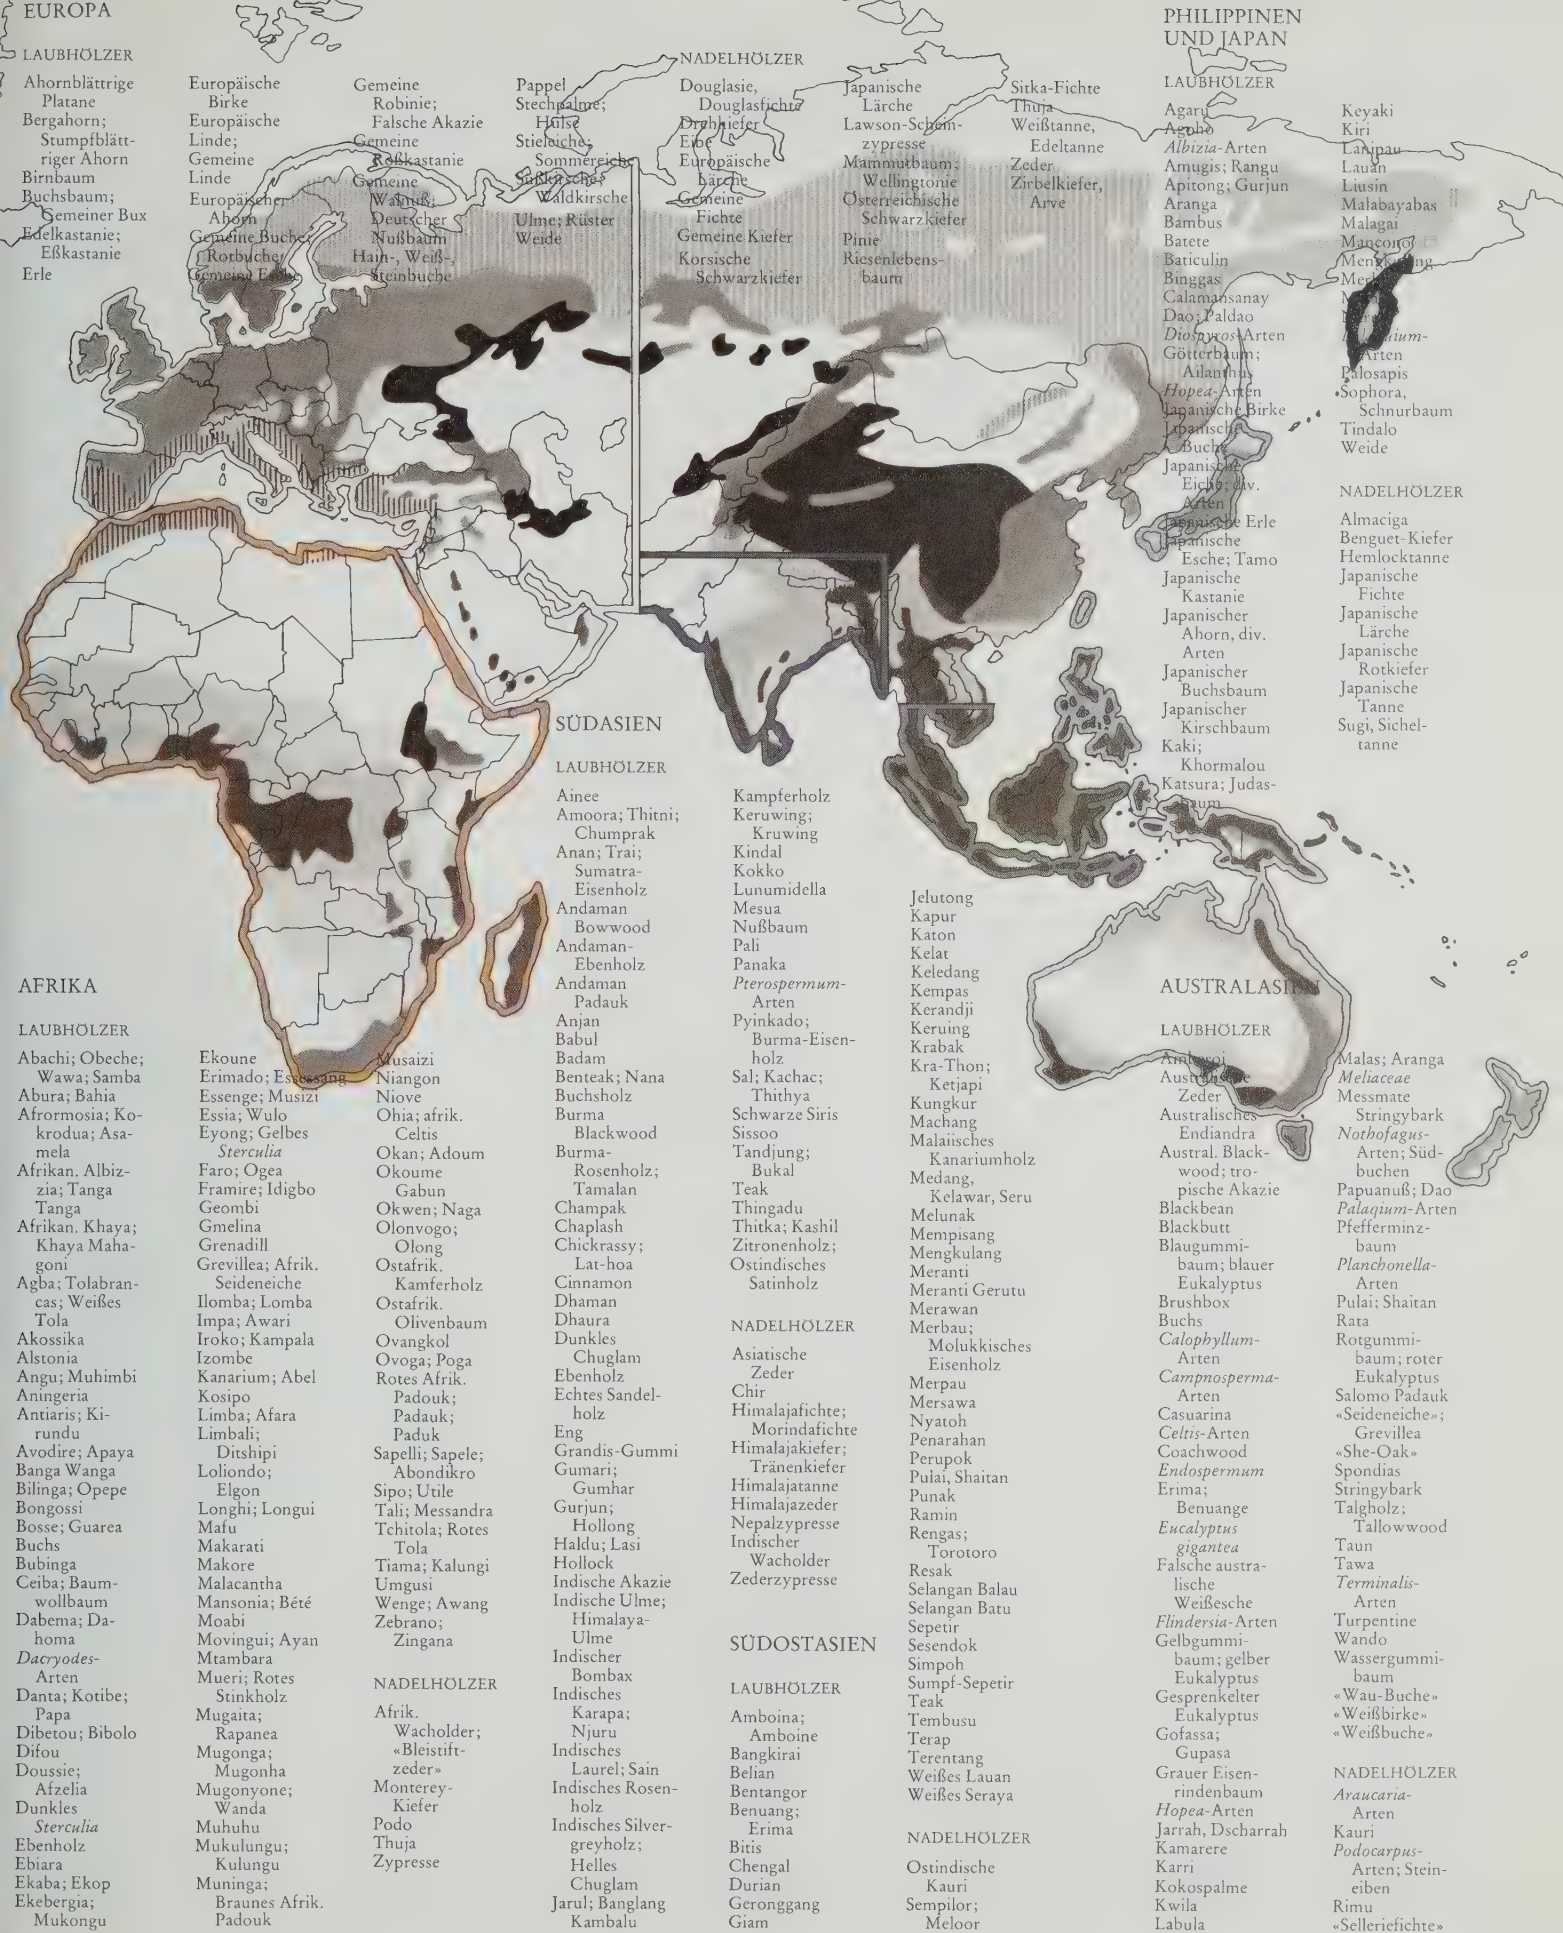 EUROPA
LAUBHÖLZER
Ahornblättrige
Platane
Bergahorn;
Stumpfblätt-
riger Ahorn
Birnbaum
Buchsbaum;
Gemeiner Bux
Edelkastanie;
Eßkastanie
Erle
Europäische
Birke
Europäische
Linde;
Gemeine
Linde
Europäischer
Ahorn
Gemeine Buche;
Rotbuche
Gemeine Esche
Gemeine
Robinie;
Falsche Akazie
Gemeine
Roßkastanie
Gemeine
Walnuß;
Deutscher
Nußbaum
Hain-, Weiß-,
Steinbuche
Pappel
Stechpalme;
Hülse
Stieleiche;
Sommereiche
Süßkirsche;
Waldkirsche
Ulme; Rüster
Weide
NADELHÖLZER
Douglasie,
Douglasfichte
Drehkiefer
Eibe
Europäische
Lärche
Gemeine
Fichte
Gemeine Kiefer
Korsische
Schwarzkiefer
Japanische
Lärche
Lawson-Schein-
zypresse
Mammutbaum;
Wellingtonie
Österreichische
Schwarzkiefer
Pinie
Riesenlebens-
baum
Sitka-Fichte
Thuja
Weißtanne,
Edeltanne
Zeder
Zirbelkiefer,
Arve
PHILIPPINEN
UND JAPAN
LAUBHÖLZER
Agaru
Agoho
Albizia-Arten
Amugis; Rangu
Apitong; Gurjun
Aranga
Bambus
Batete
Baticulin
Binggas
Calamansanay
Dao; Paldao
Diospyros-Arten
Götterbaum;
Ailanthus
Hopea-Arten
Japanische Birke
Japanische
Buche
Japanische
Eiche; div.
Arten
Japanische Erle
Japanische
Esche; Tamo
Japanische
Kastanie
Japanischer
Ahorn, div.
Arten
Japanischer
Buchsbaum
Japanischer
Kirschbaum
Kaki;
Khormalou
Katsura; Judas-
baum
Keyaki
Kiri
Lanipau
Lauan
Liusin
Malabayabas
Malagai
Mancono
Mengkulang
Arten
Palosapis
Sophora,
Schnurbaum
Tindalo
Weide
NADELHÖLZER
Almaciga
Benguet-Kiefer
Hemlocktanne
Japanische
Fichte
Japanische
Lärche
Japanische
Rotkiefer
Japanische
Tanne
Sugi, Sichel-
tanne
AFRIKA
LAUBHÖLZER
Abachi; Obeche;
Wawa; Samba
Abura; Bahia
Afrormosia; Ko-
krodua; Asa-
mela
Afrikan. Albiz-
zia; Tanga
Tanga
Afrikan. Khaya;
Khaya Maha-
goni
Agba; Tolabran-
cas; Weißes
Tola
Akossika
Alstonia
Angu; Muhimbi
Aningeria
Antiaris; Ki-
rundu
Avodire; Apaya
Banga Wanga
Bilinga; Opepe
Bongossi
Bosse; Guarea
Buchs
Bubinga
Ceiba; Baum-
wollbaum
Dabema; Da-
homa
Dacryodes-
Arten
Danta; Kotibe;
Papa
Dibetou; Bibolo
Difou
Doussie;
Afzelia
Dunkles
Sterculia
Ebenholz
Ebiara
Ekaba; Ekop
Ekebergia;
Mukongu
Ekoune
Erimado; Essessang
Essenge; Musizi
Essia; Wulo
Eyong; Gelbes
Sterculia
Faro; Ogea
Framire; Idigbo
Geombi
Gmelina
Grenadill
Grevillea; Afrik.
Seideneiche
Ilomba; Lomba
Impa; Awari
Iroko; Kampala
Izombe
Kanarium; Abel
Kosipo
Limba; Afara
Limbali;
Ditshipi
Loliondo;
Elgon
Longhi; Longui
Mafu
Makarati
Makore
Malacantha
Mansonia; Bété
Moabi
Movingui; Ayan
Mtambara
Mueri; Rotes
Stinkholz
Mugaita;
Rapanea
Mugonga;
Mugonha
Mugonyone;
Wanda
Muhuhu
Mukulungu;
Kulungu
Muninga;
Braunes Afrik.
Padouk
Musaizi
Niangon
Niove
Ohia; afrik.
Celtis
Okan; Adoum
Okoume
Gabun
Okwen; Naga
Olonvogo;
Olong
Ostafrik.
Kamferholz
Ostafrik.
Olivenbaum
Ovangkol
Ovoga; Poga
Rotes Afrik.
Padouk;
Padauk;
Paduk
Sapelli; Sapele;
Abondikro
Sipo; Utile
Tali; Messandra
Tchitola; Rotes
Tola
Tiama; Kalungi
Umgusi
Wenge; Awang
Zebrano;
Zingana
NADELHÖLZER
Afrik.
Wacholder;
«Bleistift-
zeder»
Monterey-
Kiefer
Podo
Thuja
Zypresse
SÜDASIEN
LAUBHÖLZER
Ainee
Amoora; Thitni;
Chumprak
Anan; Trai;
Sumatra-
Eisenholz
Andaman
Bowwood
Andaman-
Ebenholz
Andaman
Padauk
Anjan
Babul
Badam
Benteak; Nana
Buchsholz
Burma
Blackwood
Burma-
Rosenholz;
Tamalan
Champak
Chaplash
Chickrassy;
Lat-hoa
Cinnamon
Dhaman
Dhaura
Dunkles
Chuglam
Ebenholz
Echtes Sandel-
holz
Eng
Grandis-Gummi
Gumari;
Gumhar
Gurjun;
Hollong
Haldu; Lasi
Hollock
Indische Akazie
Indische Ulme;
Himalaya-
Ulme
Indischer
Bombax
Indisches
Karapa;
Njuru
Indisches
Laurel; Sain
Indisches Rosen-
holz
Indisches Silver-
greyholz;
Helles
Chuglam
Jarul; Banglang
Kambalu
Kampferholz
Keruwing;
Kruwing
Kindal
Kokko
Lunumidella
Mesua
Nußbaum
Pali
Panaka
Pterospermum-
Arten
Pyinkado;
Burma-Eisen-
holz
Sal; Kachac;
Thithya
Schwarze Siris
Sissoo
Tandjung;
Bukal
Teak
Thingadu
Thitka; Kashil
Zitronenholz;
Ostindisches
Satinholz
NADELHÖLZER
Asiatische
Zeder
Chir
Himalajafichte;
Morindafichte
Himalajakiefer;
Tränenkiefer
Himalajatanne
Himalajazeder
Nepalzypresse
Indischer
Wacholder
Zederzypresse
SÜDOSTASIEN
LAUBHÖLZER
Amboina;
Amboine
Bangkirai
Belian
Bentangor
Benuang;
Erima
Bitis
Chengal
Durian
Geronggang
Giam
Jelutong
Kapur
Katon
Kelat
Keledang
Kempas
Kerandji
Keruing
Krabak
Kra-Thon;
Ketjapi
Kungkur
Machang
Malaiisches
Kanariumholz
Medang,
Kelawar, Seru
Melunak
Mempisang
Mengkulang
Meranti
Meranti Gerutu
Merawan
Merbau;
Molukkisches
Eisenholz
Merpau
Mersawa
Nyatoh
Penarahan
Perupok
Pulai, Shaitan
Punak
Ramin
Rengas;
Torotoro
Resak
Selangan Balau
Selangan Batu
Sepetir
Sesendok
Simpoh
Sumpf-Sepetir
Teak
Tembusu
Terap
Terentang
Weißes Lauan
Weißes Seraya
NADELHÖLZER
Ostindische
Kauri
Sempilor;
Meloor
AUSTRALASIEN
LAUBHÖLZER
Amberoi
Australische
Zeder
Australisches
Endiandra
Austral. Black-
wood; tro-
pische Akazie
Blackbean
Blackbutt
Blaugummi-
baum; blauer
Eukalyptus
Brushbox
Buchs
Calophyllum-
Arten
Campnosperma-
Arten
Casuarina
Celtis-Arten
Coachwood
Endospermum
Erima;
Benuange
Eucalyptus
gigantea
Falsche austra-
lische
Weißesche
Flindersia-Arten
Gelbgummi-
baum; gelber
Eukalyptus
Gesprenkelter
Eukalyptus
Gofassa;
Gupasa
Grauer Eisen-
rindenbaum
Hopea-Arten
Jarrah, Dscharrah
Kamarere
Karri
Kokospalme
Kwila
Labula
Malas; Aranga
Meliaceae
Messmate
Stringybark
Nothofagus-
Arten; Süd-
buchen
Papuanuß; Dao
Palaqium-Arten
Pfefferminz-
baum
Planchonella-
Arten
Pulai; Shaitan
Rata
Rotgummi-
baum; roter
Eukalyptus
Salomo Padauk
«Seideneiche»;
Grevillea
«She-Oak»
Spondias
Stringybark
Talgholz;
Tallowwood
Taun
Tawa
Terminalis-
Arten
Turpentine
Wando
Wassergummi-
baum
«Wau-Buche»
«Weißbirke»
«Weißbuche»
NADELHÖLZER
Araucaria-
Arten
Kauri
Podocarpus-
Arten; Stein-
eiben
Rimu
«Selleriefichte»